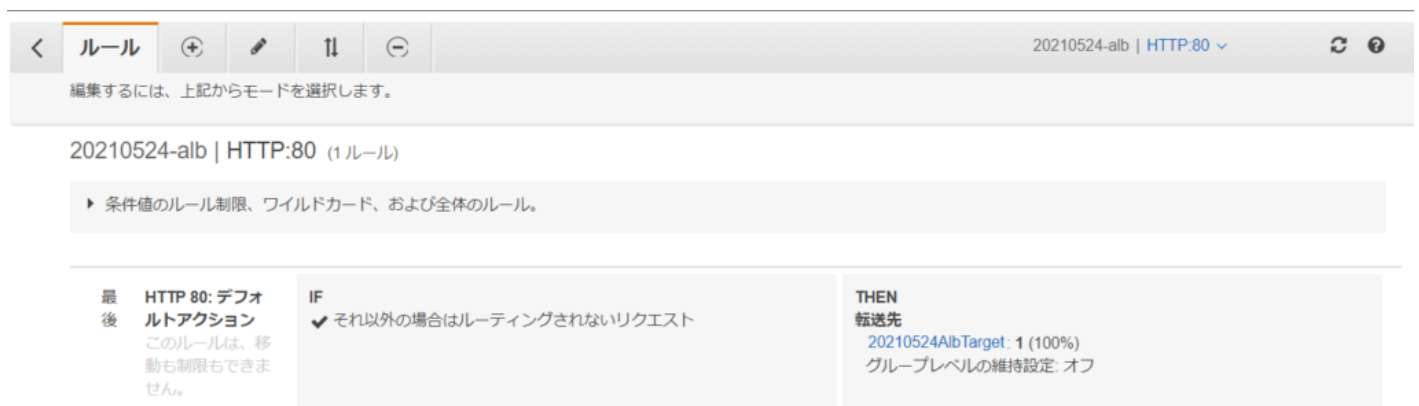 ルール
20210524-alb | HTTP:80
編集するには、上記からモードを選択します。
20210524-alb | HTTP:80 (1 ルール)
条件値のルール制限、ワイルドカード、および全体のルール。
最後
HTTP 80: デフォ
ルトアクション
このルールは、移
動も制限もできま
せん。
IF
それ以外の場合はルーティングされないリクエスト
THEN
転送先
20210524AlbTarget: 1 (100%)
グループレベルの維持設定: オフ